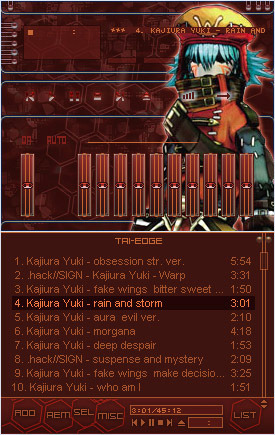 *** 4. KAJIURA YUKI - RAIN AND
ON AUTO
TRI-EDGE
1. Kajiura Yuki - obsession str. ver. 5:54
2. .hack//SIGN - Kajiura Yuki - Warp 3:31
3. Kajiura Yuki - fake wings bitter sweet ... 1:50
4. Kajiura Yuki - rain and storm 3:01
5. Kajiura Yuki - aura evil ver. 2:10
6. Kajiura Yuki - morgana 4:18
7. Kajiura Yuki - deep despair 1:53
8. .hack//SIGN - suspense and mystery 2:09
9. Kajiura Yuki - fake wings make decisio... 3:25
10. Kajiura Yuki - who am I 1:51
ADD REM SEL MISC 3:01/45:12 LIST